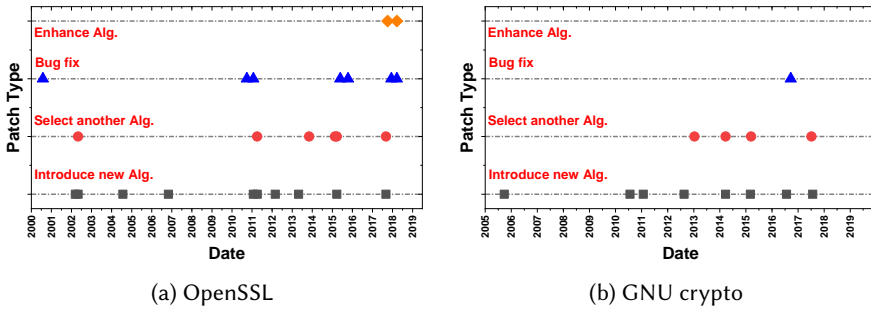 Patch Type
Enhance Alg.
Bug fix
Select another Alg.
Introduce new Alg.
2000 2001 2002 2003 2004 2005 2006 2007 2008 2009 2010 2011 2012 2013 2014 2015 2016 2017 2018 2019
Date
(a) OpenSSL
Patch Type
Enhance Alg.
Bug fix
Select another Alg.
Introduce new Alg.
2005 2006 2007 2008 2009 2010 2011 2012 2013 2014 2015 2016 2017 2018 2019
Date
(b) GNU crypto